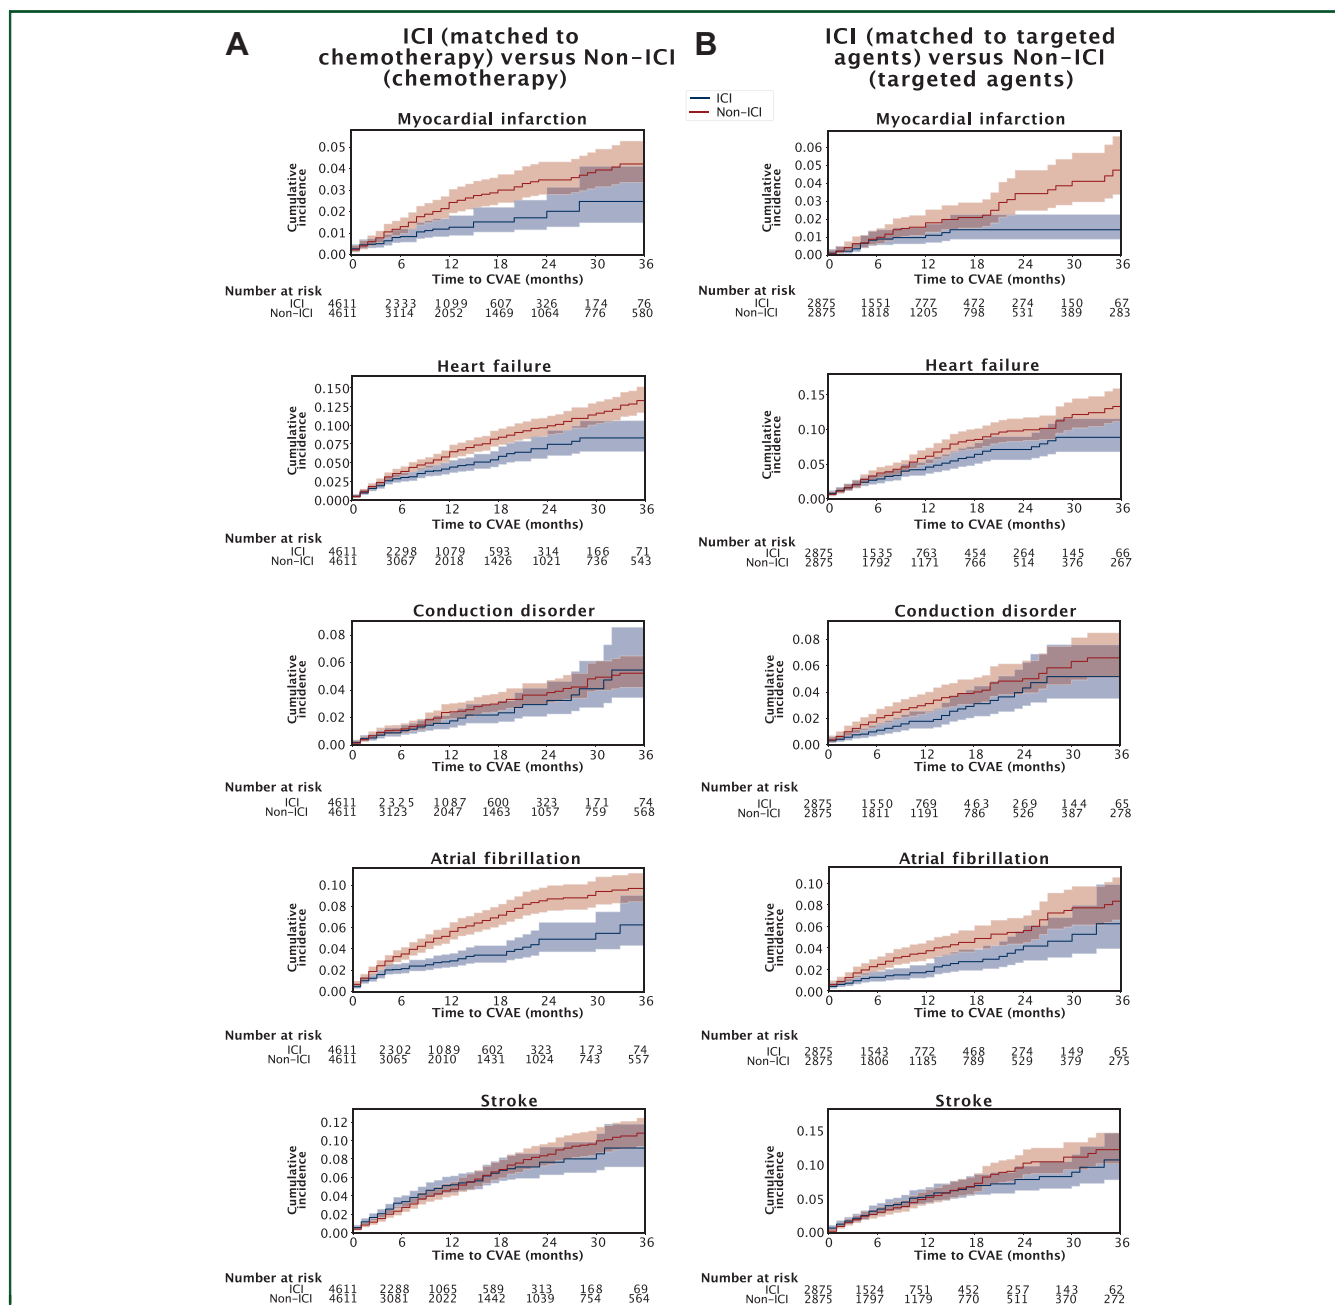 A
ICI (matched to
chemotherapy) versus Non-ICI
(chemotherapy)
B
ICI (matched to targeted
agents) versus Non-ICI
(targeted agents)
ICI
Non-ICI
Myocardial infarction
Cumulative
incidence
0.05
0.04
0.03
0.02
0.01
0.00
0 6 12 18 24 30 36
Time to CVAE (months)
Number at risk
ICI 4611 2333 1099 607 326 174 76
Non-ICI 4611 3114 2052 1469 1064 776 580
Myocardial infarction
Cumulative
incidence
0.06
0.05
0.04
0.03
0.02
0.01
0.00
0 6 12 18 24 30 36
Time to CVAE (months)
Number at risk
ICI 2875 1551 777 472 274 150 67
Non-ICI 2875 1818 1205 798 531 389 283
Heart failure
Cumulative
incidence
0.150
0.125
0.100
0.075
0.050
0.025
0.000
0 6 12 18 24 30 36
Time to CVAE (months)
Number at risk
ICI 4611 2298 1079 593 314 166 71
Non-ICI 4611 3067 2018 1426 1021 736 543
Heart failure
Cumulative
incidence
0.15
0.10
0.05
0.00
0 6 12 18 24 30 36
Time to CVAE (months)
Number at risk
ICI 2875 1535 763 454 264 145 66
Non-ICI 2875 1792 1171 766 514 376 267
Conduction disorder
Cumulative
incidence
0.08
0.06
0.04
0.02
0.00
0 6 12 18 24 30 36
Time to CVAE (months)
Number at risk
ICI 4611 2325 1087 600 323 171 74
Non-ICI 4611 3123 2047 1463 1057 759 568
Conduction disorder
Cumulative
incidence
0.08
0.06
0.04
0.02
0.00
0 6 12 18 24 30 36
Time to CVAE (months)
Number at risk
ICI 2875 1550 769 463 269 144 65
Non-ICI 2875 1811 1191 786 526 387 278
Atrial fibrillation
Cumulative
incidence
0.10
0.08
0.06
0.04
0.02
0.00
0 6 12 18 24 30 36
Time to CVAE (months)
Number at risk
ICI 4611 2302 1089 602 323 173 74
Non-ICI 4611 3065 2010 1431 1024 743 557
Atrial fibrillation
Cumulative
incidence
0.10
0.08
0.06
0.04
0.02
0.00
0 6 12 18 24 30 36
Time to CVAE (months)
Number at risk
ICI 2875 1543 772 468 274 149 65
Non-ICI 2875 1806 1185 789 529 379 275
Stroke
Cumulative
incidence
0.12
0.10
0.08
0.06
0.04
0.02
0.00
0 6 12 18 24 30 36
Time to CVAE (months)
Number at risk
ICI 4611 2288 1065 589 313 168 69
Non-ICI 4611 3081 2022 1442 1039 754 564
Stroke
Cumulative
incidence
0.15
0.10
0.05
0.00
0 6 12 18 24 30 36
Time to CVAE (months)
Number at risk
ICI 2875 1524 751 452 257 143 62
Non-ICI 2875 1797 1179 770 511 370 272